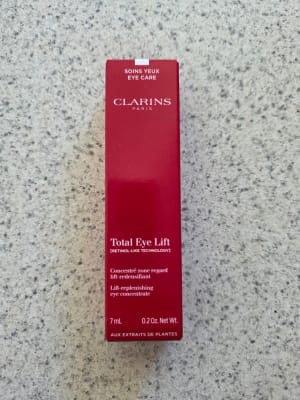 SOINS YEUX
EYE CARE
CLARINS
PARIS
Total Eye Lift
[RETINOL-LIKE TECHNOLOGY]
Concentré zone regard
lift-redensifiant
Lift-replenishing
eye concentrate
7 mL 0.2 Oz. Net Wt.
AUX EXTRAITS DE PLANTES